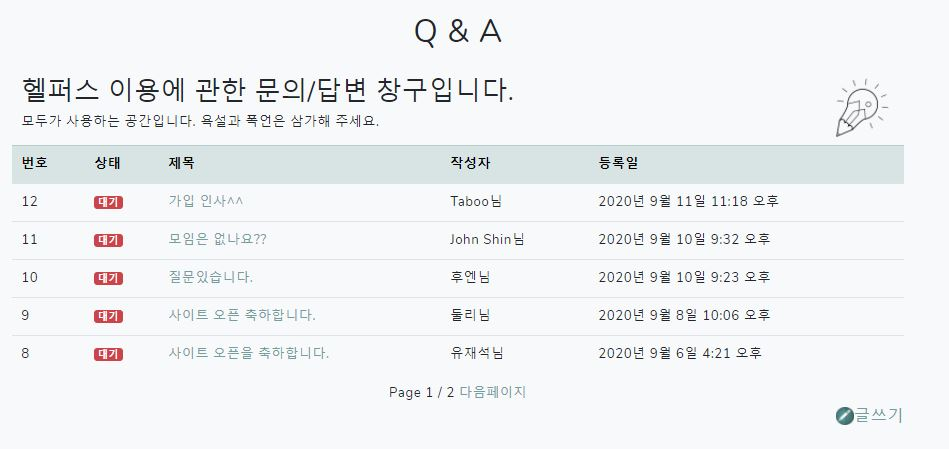 Q & A
헬퍼스 이용에 관한 문의/답변 창구입니다.
모두가 사용하는 공간입니다. 욕설과 폭언은 삼가해 주세요.
번호 상태 제목 작성자 등록일
12 대기 가입 인사^^ Taboo님 2020년 9월 11일 11:18 오후
11 대기 모임은 없나요?? John Shin님 2020년 9월 10일 9:32 오후
10 대기 질문있습니다. 후엔님 2020년 9월 10일 9:23 오후
9 대기 사이트 오픈 축하합니다. 둘리님 2020년 9월 8일 10:06 오후
8 대기 사이트 오픈을 축하합니다. 유재석님 2020년 9월 6일 4:21 오후
Page 1 / 2 다음페이지
글쓰기